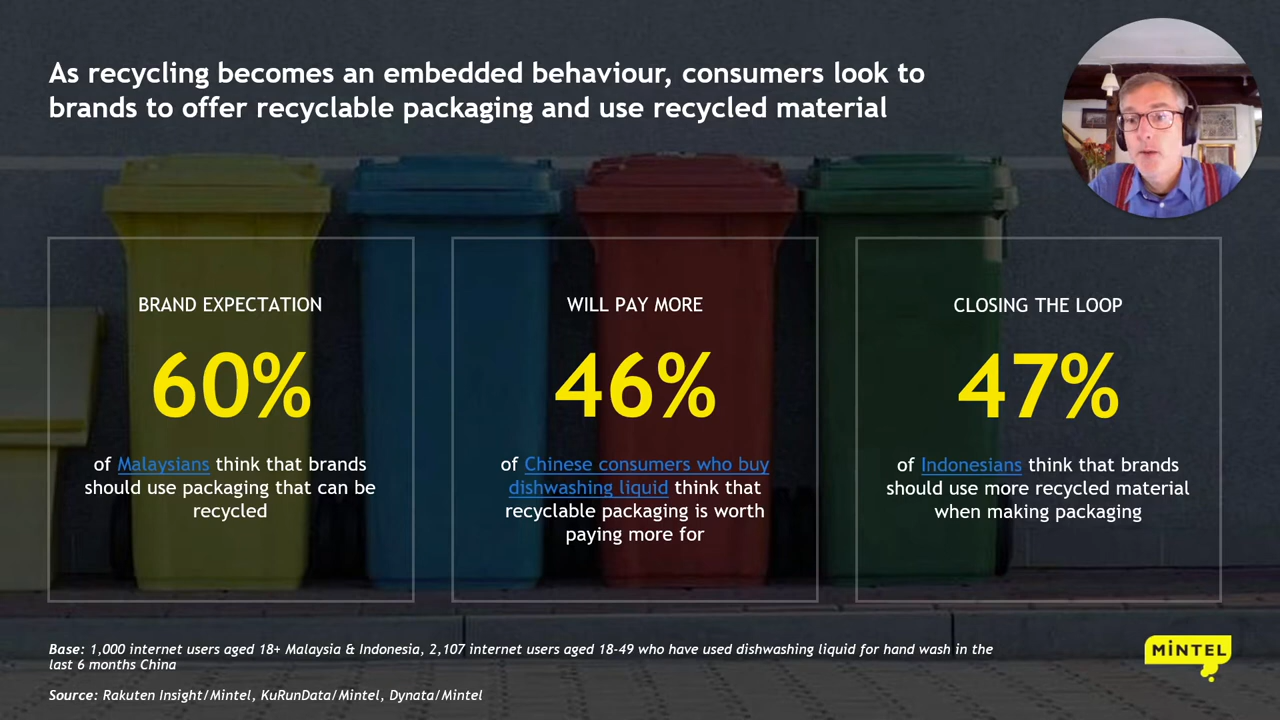 As recycling becomes an embedded behaviour, consumers look to
brands to offer recyclable packaging and use recycled material
BRAND EXPECTATION
60%
of Malaysians think that brands
should use packaging that can be
recycled
WILL PAY MORE
46%
of Chinese consumers who buy
dishwashing liquid think that
recyclable packaging is worth
paying more for
CLOSING THE LOOP
47%
of Indonesians think that brands
should use more recycled material
when making packaging
Base: 1,000 internet users aged 18+ Malaysia & Indonesia, 2,107 internet users aged 18-49 who have used dishwashing liquid for hand wash in the
last 6 months China
Source: Rakuten Insight/Mintel, KuRunData/Mintel, Dynata/Mintel
MiNTEL